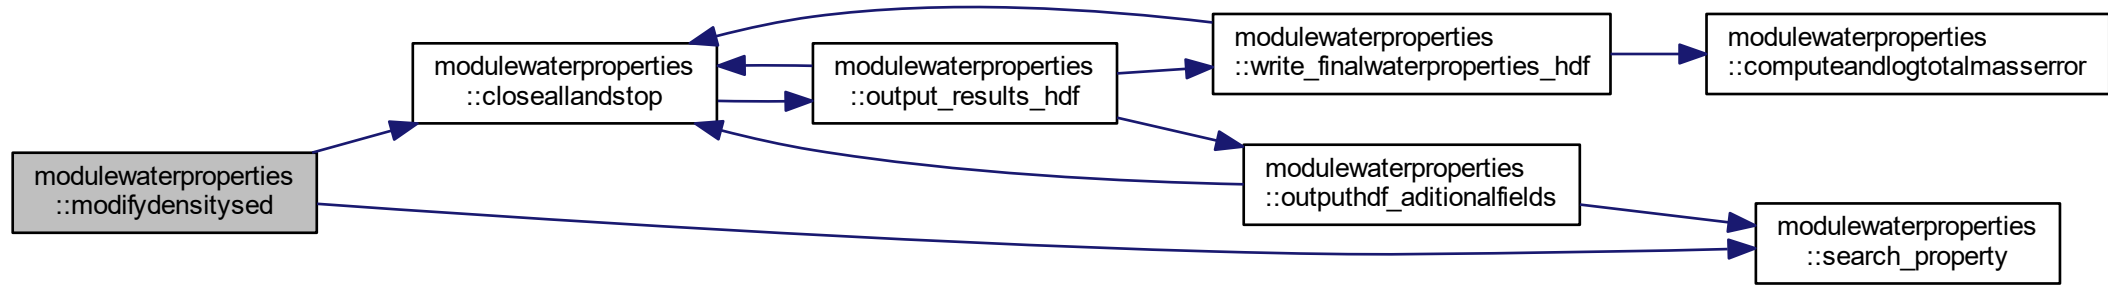 modulewaterproperties
::modifydensitysed
modulewaterproperties
::closeallandstop
modulewaterproperties
::output_results_hdf
modulewaterproperties
::write_finalwaterproperties_hdf
modulewaterproperties
::computeandlogtotalmasserror
modulewaterproperties
::outputhdf_aditionalfields
modulewaterproperties
::search_property